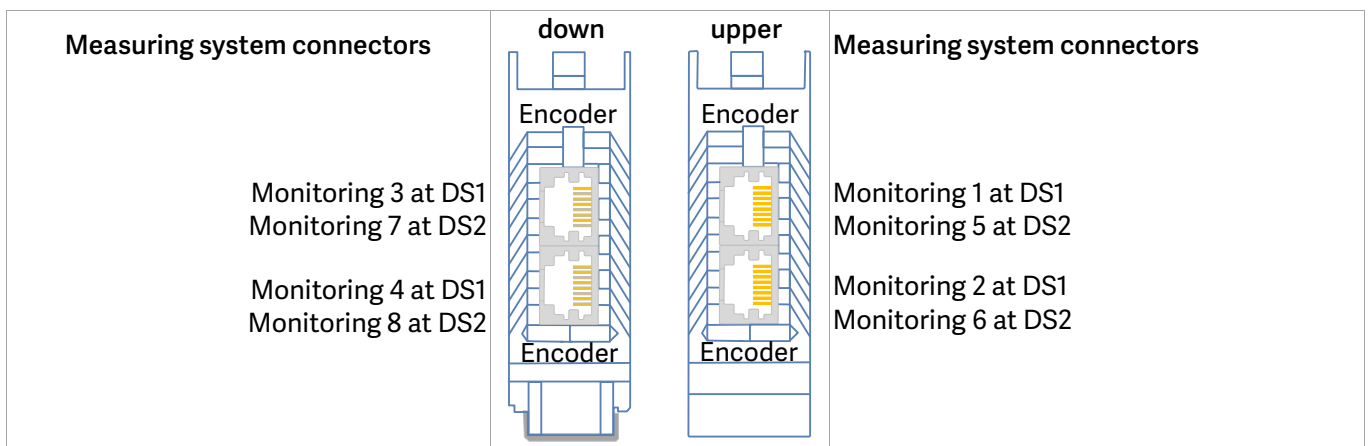 Measuring system connectors
down
upper
Measuring system connectors
Encoder
Encoder
Monitoring 3 at DS1
Monitoring 7 at DS2
Monitoring 4 at DS1
Monitoring 8 at DS2
Monitoring 1 at DS1
Monitoring 5 at DS2
Monitoring 2 at DS1
Monitoring 6 at DS2
Encoder
Encoder